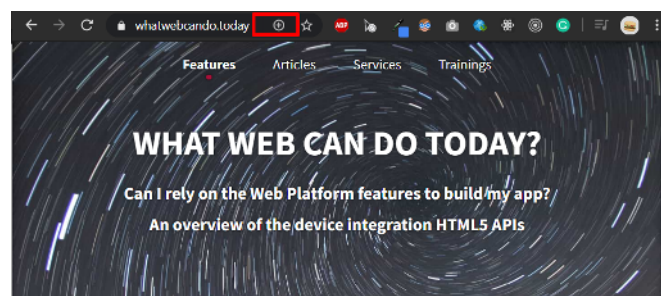 whatwebcando.today
ABP
Features Articles Services Trainings
WHAT WEB CAN DO TODAY?
Can I rely on the Web Platform features to build my app?
An overview of the device integration HTML5 APIs